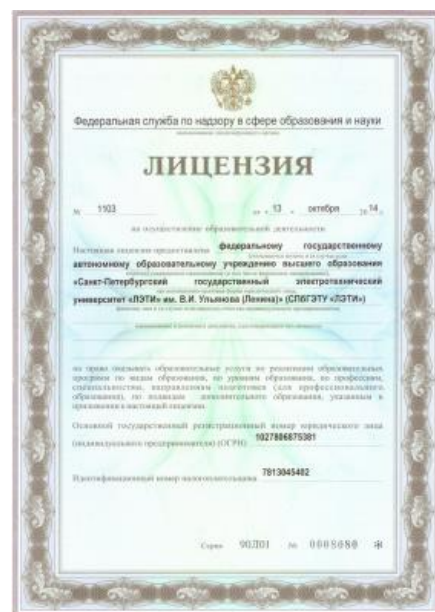 Федеральная служба по надзору в сфере образования и науки
ЛИЦЕНЗИЯ
№ 1103 от « 13 » октября 20 14 г.
на осуществление образовательной деятельности
Настоящая лицензия предоставлена федеральному государственному
автономному образовательному учреждению высшего образования
«Санкт-Петербургский государственный электротехнический
университет «ЛЭТИ» им. В.И. Ульянова (Ленина)» (СПбГЭТУ «ЛЭТИ»)
на право оказывать образовательные услуги по реализации образовательных
программ по видам образования, по уровням образования, по профессиям,
специальностям, направлениям подготовки (для профессионального
образования), по подвидам дополнительного образования, указанным в
приложении к настоящей лицензии.
Основной государственный регистрационный номер юридического лица
(индивидуального предпринимателя) (ОГРН) 1027806875381
Идентификационный номер налогоплательщика 7813045402
Серия 90Л01 № 0008080 *